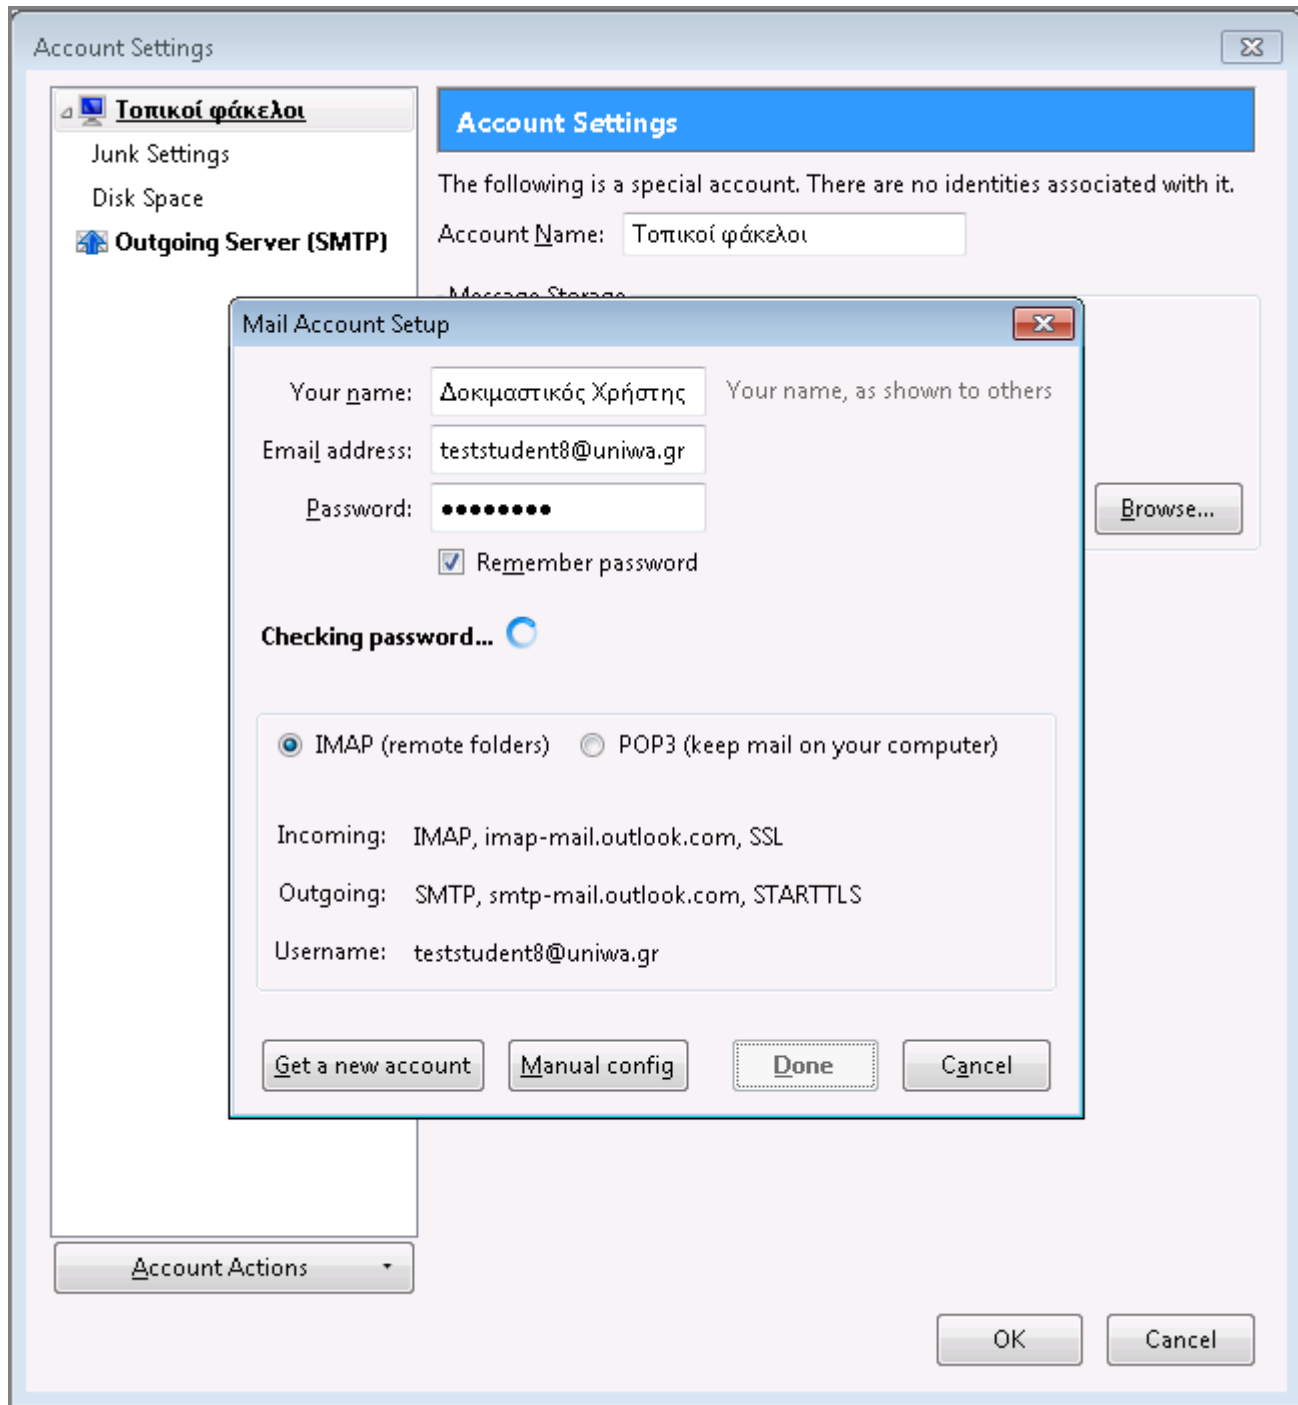 Account Settings
Τοπικοί φάκελοι
Junk Settings
Disk Space
Outgoing Server (SMTP)
Account Settings
The following is a special account. There are no identities associated with it.
Account Name: Τοπικοί φάκελοι
Message Storage
Browse...
Mail Account Setup
Your name: Δοκιμαστικός Χρήστης Your name, as shown to others
Email address: teststudent8@uniwa.gr
Password: ●●●●●●●●
Remember password
Checking password...
IMAP (remote folders) POP3 (keep mail on your computer)
Incoming: IMAP, imap-mail.outlook.com, SSL
Outgoing: SMTP, smtp-mail.outlook.com, STARTTLS
Username: teststudent8@uniwa.gr
Get a new account Manual config Done Cancel
Account Actions
OK Cancel